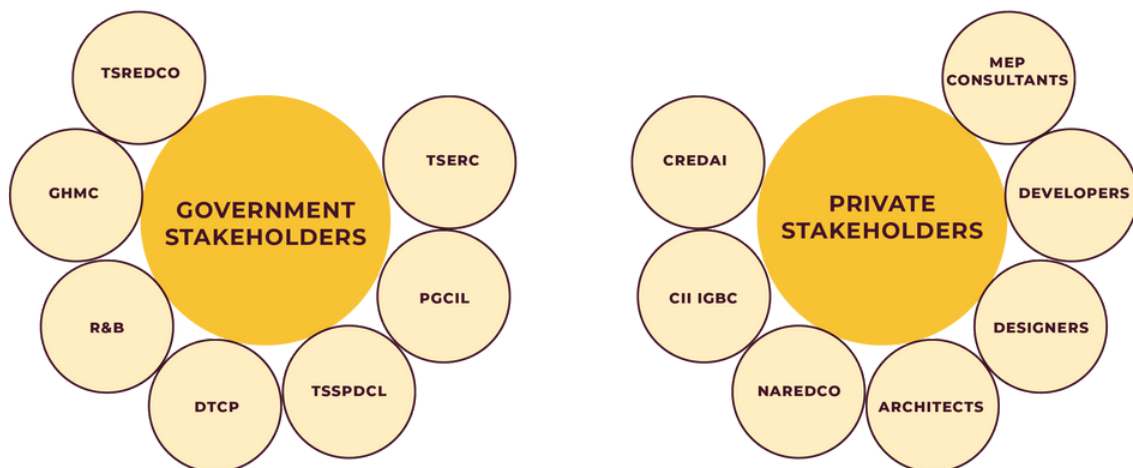 TSREDCO
GHMC
R&B
DTCP
TSSPDCL
PGCIL
TSERC
GOVERNMENT
STAKEHOLDERS
CREDAI
CII IGBC
NAREDCO
ARCHITECTS
DESIGNERS
DEVELOPERS
MEP
CONSULTANTS
PRIVATE
STAKEHOLDERS